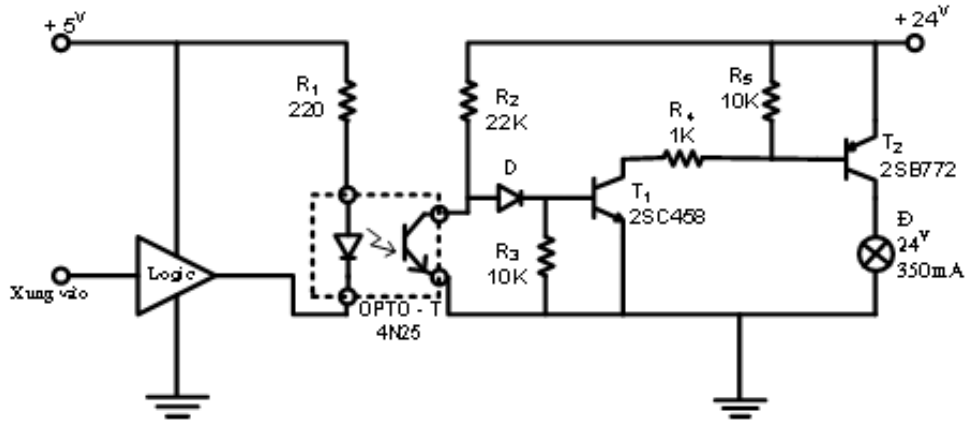 + 5V
+ 24V
R1
220
R2
22K
R5
10K
R4
1K
D
T1
2SC458
T2
2SB772
R3
10K
Đ
24V
350mA
Logic
Xung vào
OPTO - T
4N25